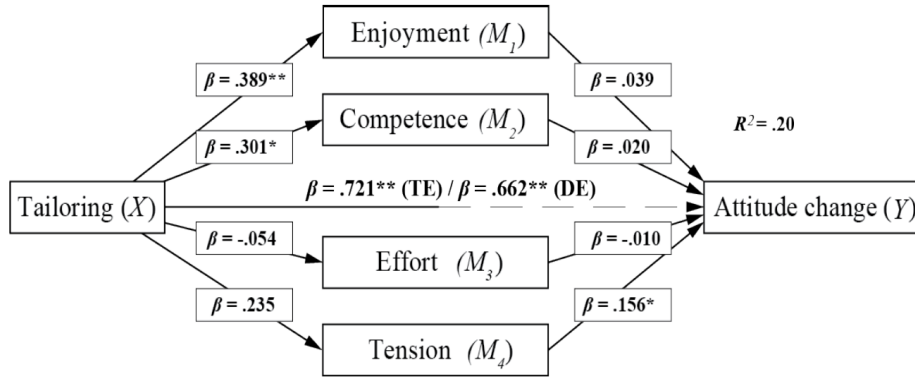 Enjoyment (M1)
β = .389**
β = .039
Competence (M2)
R² = .20
β = .301*
β = .020
β = .721** (TE) / β = .662** (DE)
Tailoring (X)
Attitude change (Y)
β = -.054
β = -.010
Effort (M3)
β = .235
β = .156*
Tension (M4)